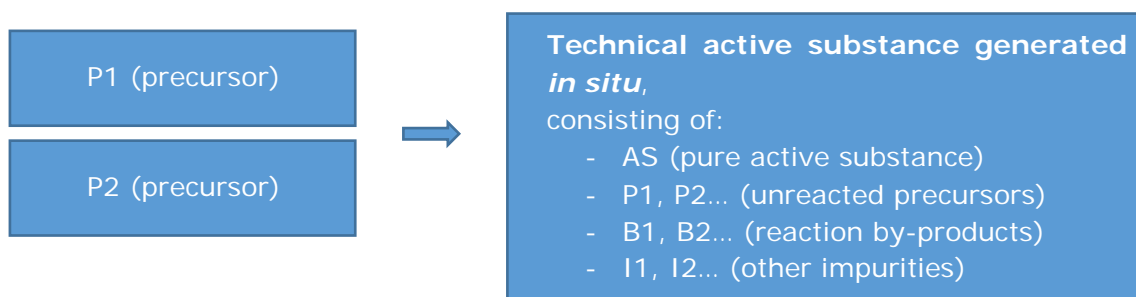 P1 (precursor)
P2 (precursor)
Technical active substance generated
in situ,
consisting of:
- AS (pure active substance)
- P1, P2... (unreacted precursors)
- B1, B2... (reaction by-products)
- I1, I2... (other impurities)